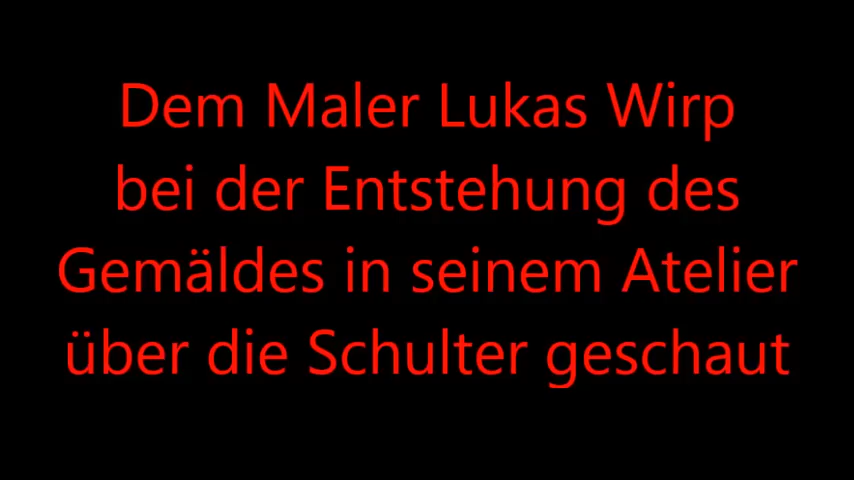 Dem Maler Lukas Wirp
bei der Entstehung des
Gemäldes in seinem Atelier
über die Schulter geschaut